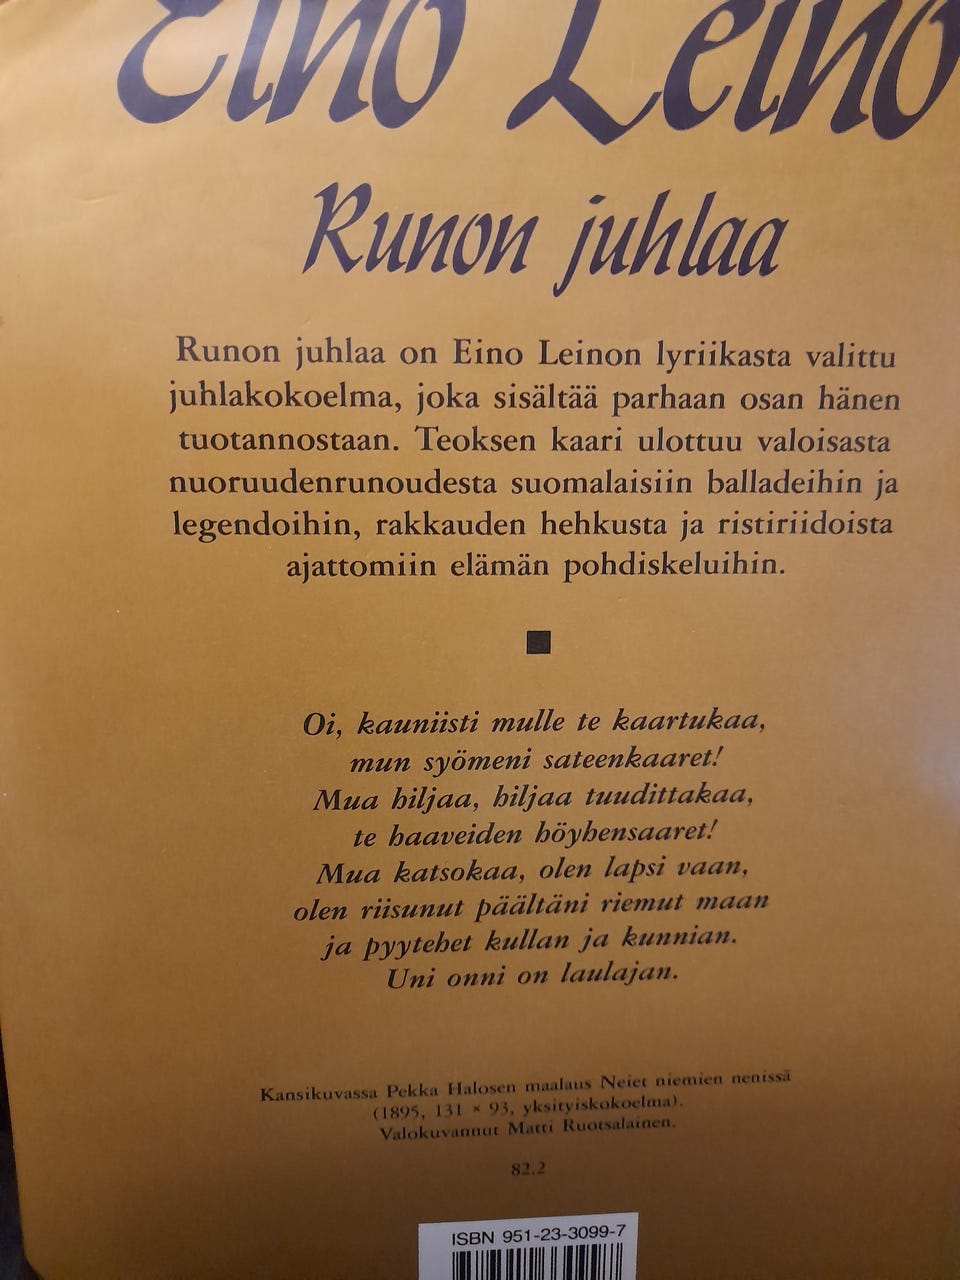 Eino Leino
Runon juhlaa
Runon juhlaa on Eino Leinon lyriikasta valittu
juhlakokoelma, joka sisältää parhaan osan hänen
tuotannostaan. Teoksen kaari ulottuu valoisasta
nuoruudenrunoudesta suomalaisiin balladeihin ja
legendoihin, rakkauden hehkusta ja ristiriidoista
ajattomiin elämän pohdiskeluihin.
Oi, kauniisti mulle te kaartukaa,
mun syömeni sateenkaaret!
Mua hiljaa, hiljaa tuudittakaa,
te haaveiden höyhensaaret!
Mua katsokaa, olen lapsi vaan,
olen riisunut päältäni riemut maan
ja pyytehet kullan ja kunnian.
Uni onni on laulajan.
Kansikuvassa Pekka Halosen maalaus Neiet niemien nenissä
(1895, 131 × 93, yksityiskokoelma).
Valokuvannut Matti Ruotsalainen.
82.2
ISBN 951-23-3099-7